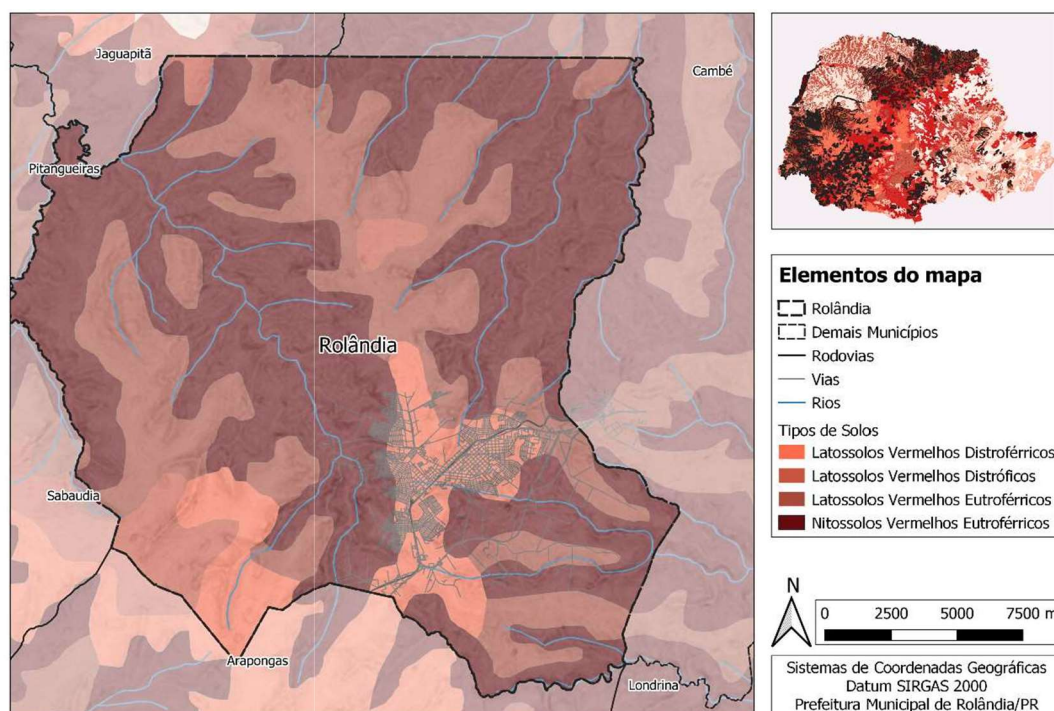 Jaguapitã
Cambé
Pitangueiras
Rolândia
Sabaudia
Arapongas
Londrina
Elementos do mapa
Rolândia
Demais Municípios
Rodovias
Vias
Rios
Tipos de Solos
Latossolos Vermelhos Distroférricos
Latossolos Vermelhos Distróficos
Latossolos Vermelhos Eutroférricos
Nitossolos Vermelhos Eutroférricos
N
0 2500 5000 7500 m
Sistemas de Coordenadas Geográficas
Datum SIRGAS 2000
Prefeitura Municipal de Rolândia/PR